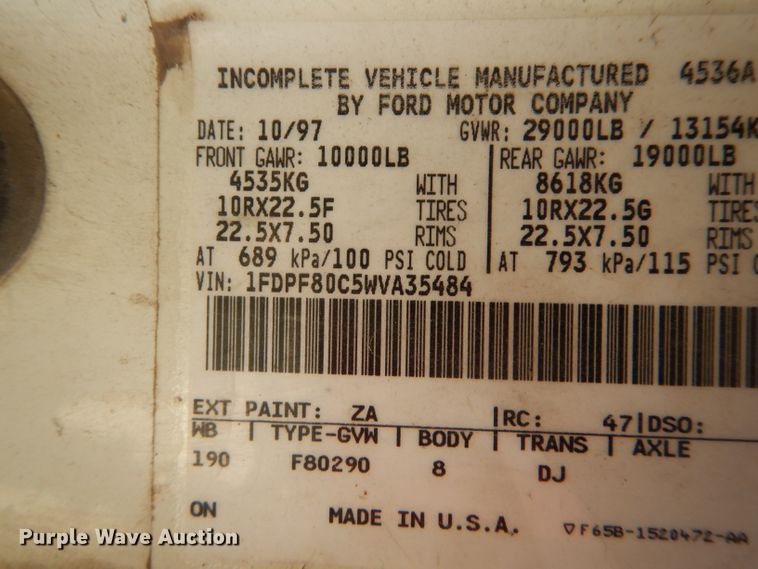 INCOMPLETE VEHICLE MANUFACTURED 4536A
BY FORD MOTOR COMPANY
DATE: 10/97 GVWR: 29000LB / 13154K
FRONT GAWR: 10000LB REAR GAWR: 19000LB
4535KG WITH 8618KG WITH
10RX22.5F TIRES 10RX22.5G TIRES
22.5X7.50 RIMS 22.5X7.50 RIMS
AT 689 kPa/100 PSI COLD AT 793 kPa/115 PSI
VIN: 1FDPF80C5WVA35484
EXT PAINT: ZA RC: 47 DSO:
WB TYPE-GVW BODY TRANS AXLE
190 F80290 8 DJ
ON MADE IN U.S.A. F65B-1520472-AA
Purple Wave Auction